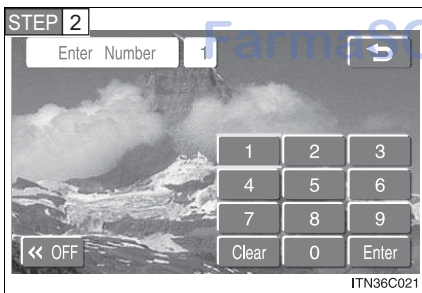 STEP 2
FarmaSC
Enter Number 1
1 2 3
4 5 6
7 8 9
« OFF Clear 0 Enter
ITN36C021